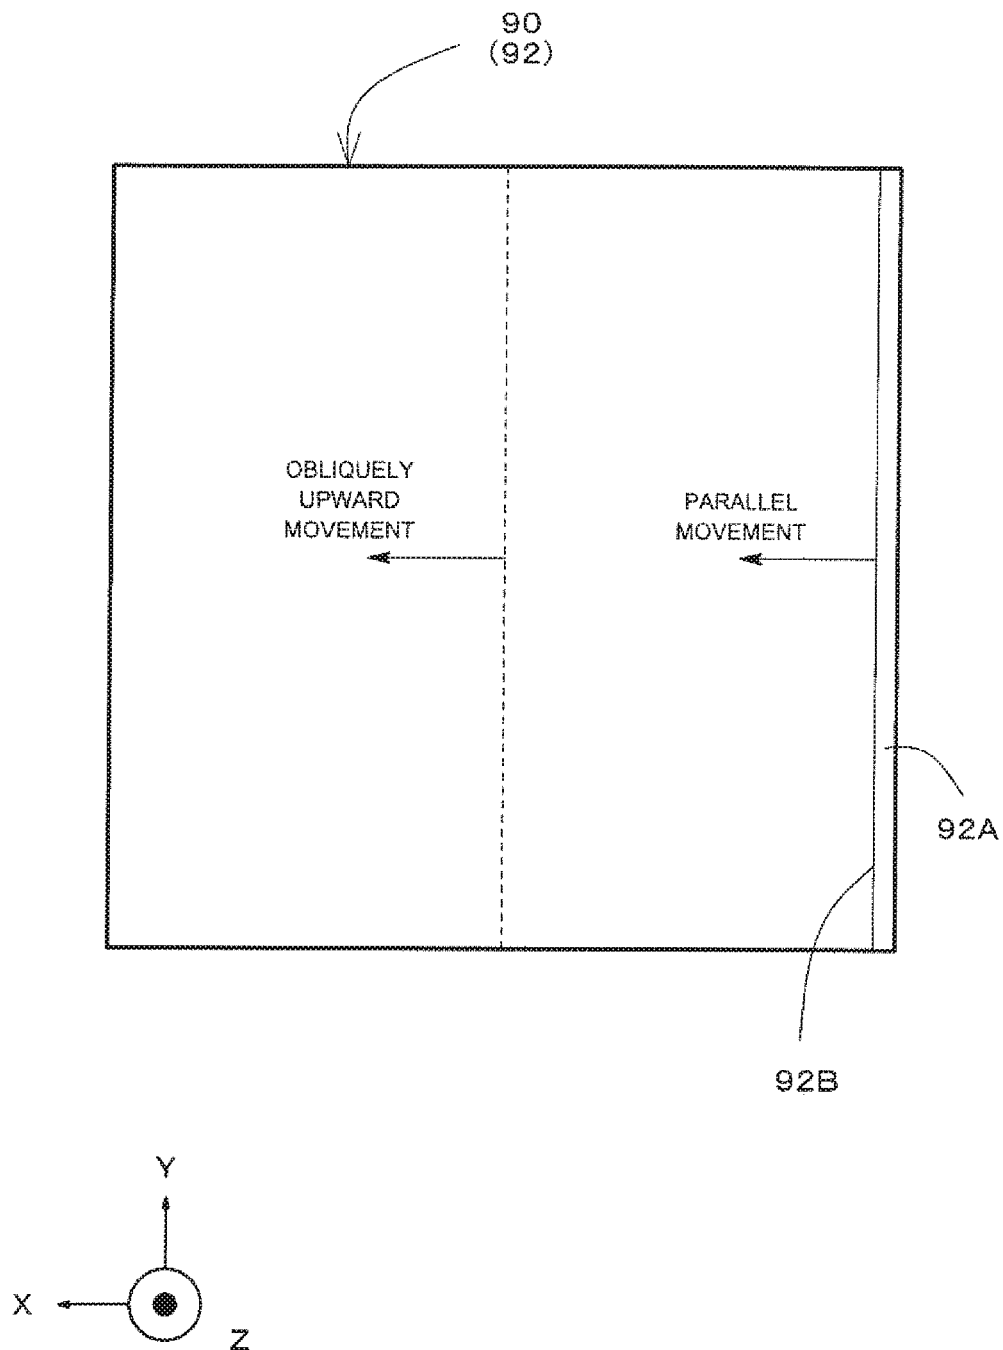 90
(92)
OBLIQUELY
UPWARD
MOVEMENT
PARALLEL
MOVEMENT
92A
92B
Y
X
Z